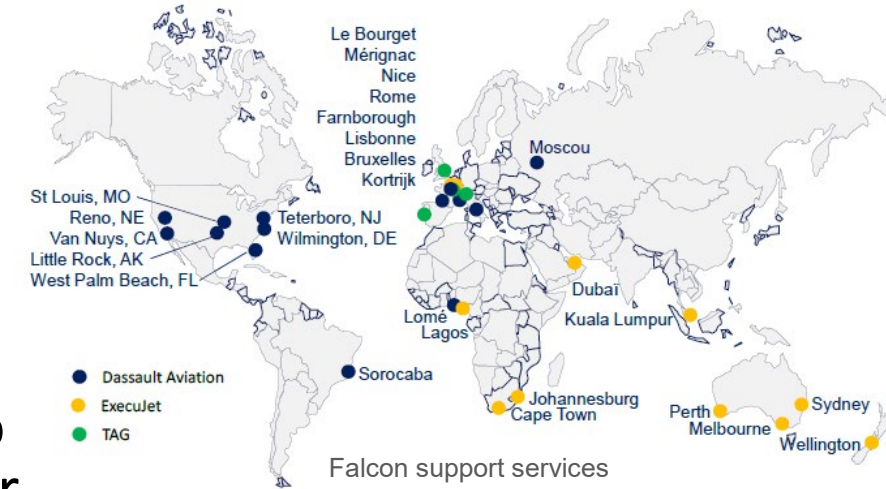 Le Bourget
Mérignac
Nice
Rome
Farnborough
Lisbonne
Bruxelles
Kortrijk
Moscou
St Louis, MO
Reno, NE
Van Nuys, CA
Little Rock, AK
West Palm Beach, FL
Teterboro, NJ
Wilmington, DE
Dubaï
Kuala Lumpur
Lomé
Lagos
Sorocaba
Johannesburg
Cape Town
Perth
Melbourne
Sydney
Wellington
Dassault Aviation
ExecuJet
TAG
Falcon support services